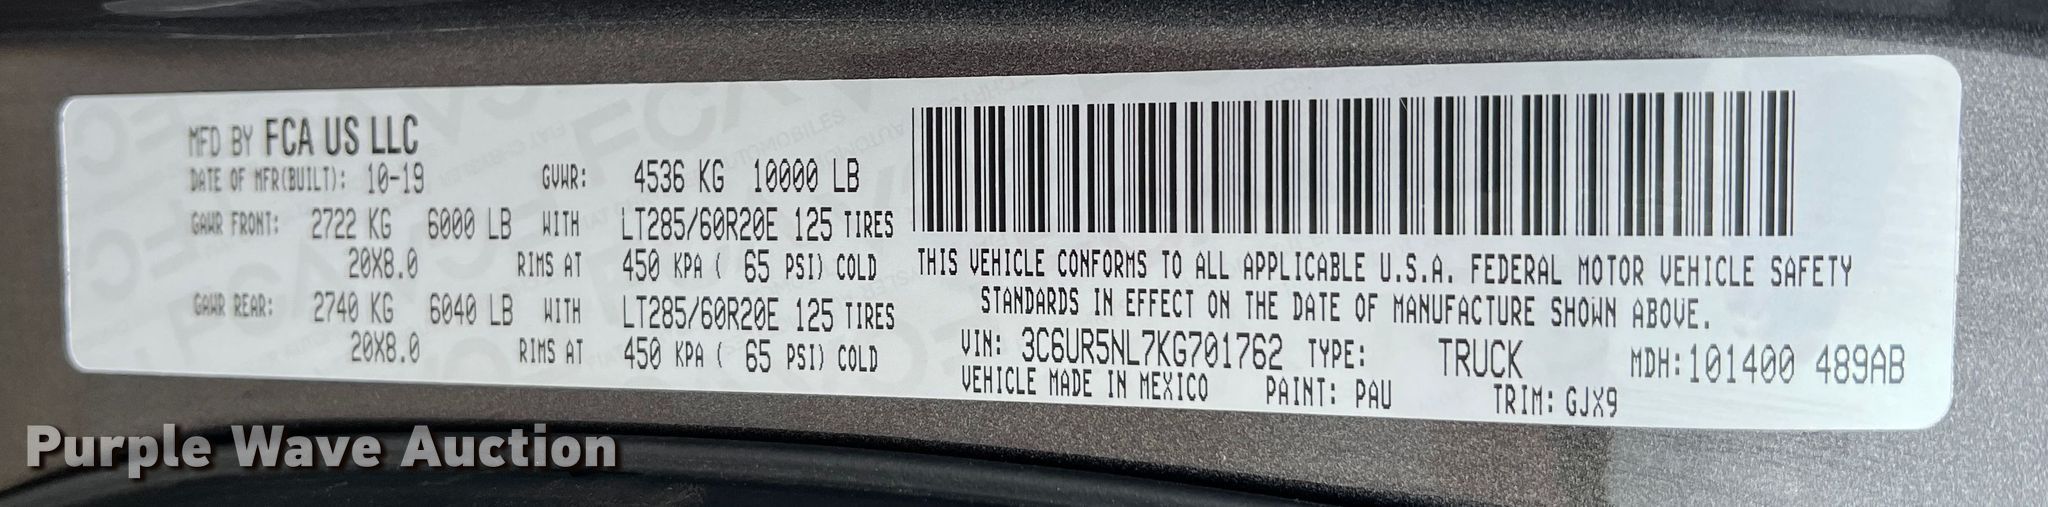 MFD BY FCA US LLC
DATE OF MFR(BUILT): 10-19 GVWR: 4536 KG 10000 LB
GAWR FRONT: 2722 KG 6000 LB WITH LT285/60R20E 125 TIRES
20X8.0 RIMS AT 450 KPA ( 65 PSI) COLD
GAWR REAR: 2740 KG 6040 LB WITH LT285/60R20E 125 TIRES
20X8.0 RIMS AT 450 KPA ( 65 PSI) COLD
THIS VEHICLE CONFORMS TO ALL APPLICABLE U.S.A. FEDERAL MOTOR VEHICLE SAFETY
STANDARDS IN EFFECT ON THE DATE OF MANUFACTURE SHOWN ABOVE.
VIN: 3C6UR5NL7KG701762 TYPE: TRUCK MDH:101400 489AB
VEHICLE MADE IN MEXICO PAINT: PAU TRIM: GJX9
Purple Wave Auction